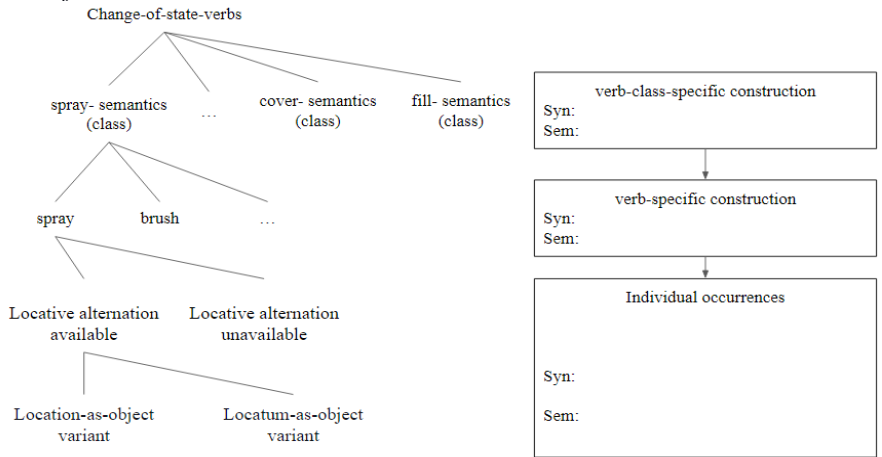 Change-of-state-verbs
spray- semantics
(class)
...
cover- semantics
(class)
fill- semantics
(class)
spray
brush
...
Locative alternation
available
Locative alternation
unavailable
Location-as-object
variant
Locatum-as-object
variant
verb-class-specific construction
Syn:
Sem:
verb-specific construction
Syn:
Sem:
Individual occurrences
Syn:
Sem: